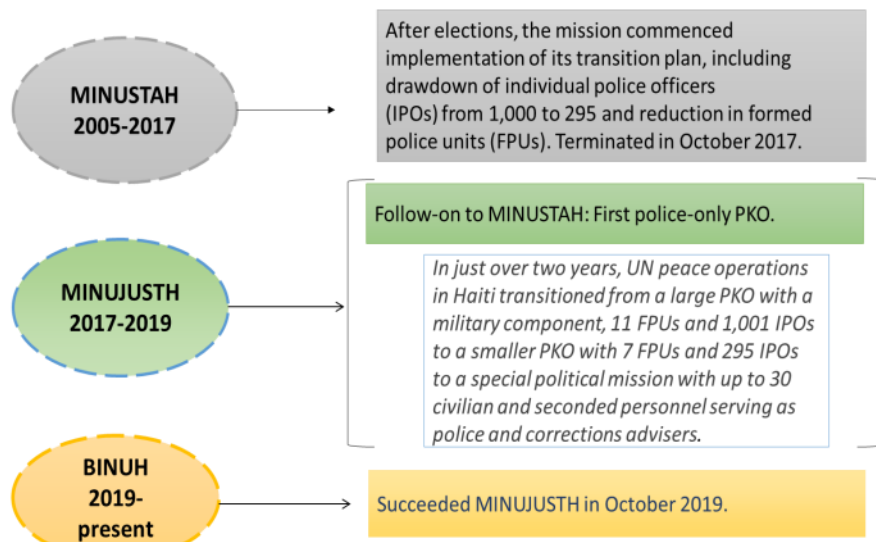 MINUSTAH
2005-2017
After elections, the mission commenced
implementation of its transition plan, including
drawdown of individual police officers
(IPOs) from 1,000 to 295 and reduction in formed
police units (FPUs). Terminated in October 2017.
MINUJUSTH
2017-2019
Follow-on to MINUSTAH: First police-only PKO.
In just over two years, UN peace operations
in Haiti transitioned from a large PKO with a
military component, 11 FPUs and 1,001 IPOs
to a smaller PKO with 7 FPUs and 295 IPOs
to a special political mission with up to 30
civilian and seconded personnel serving as
police and corrections advisers.
BINUH
2019-
present
Succeeded MINUJUSTH in October 2019.